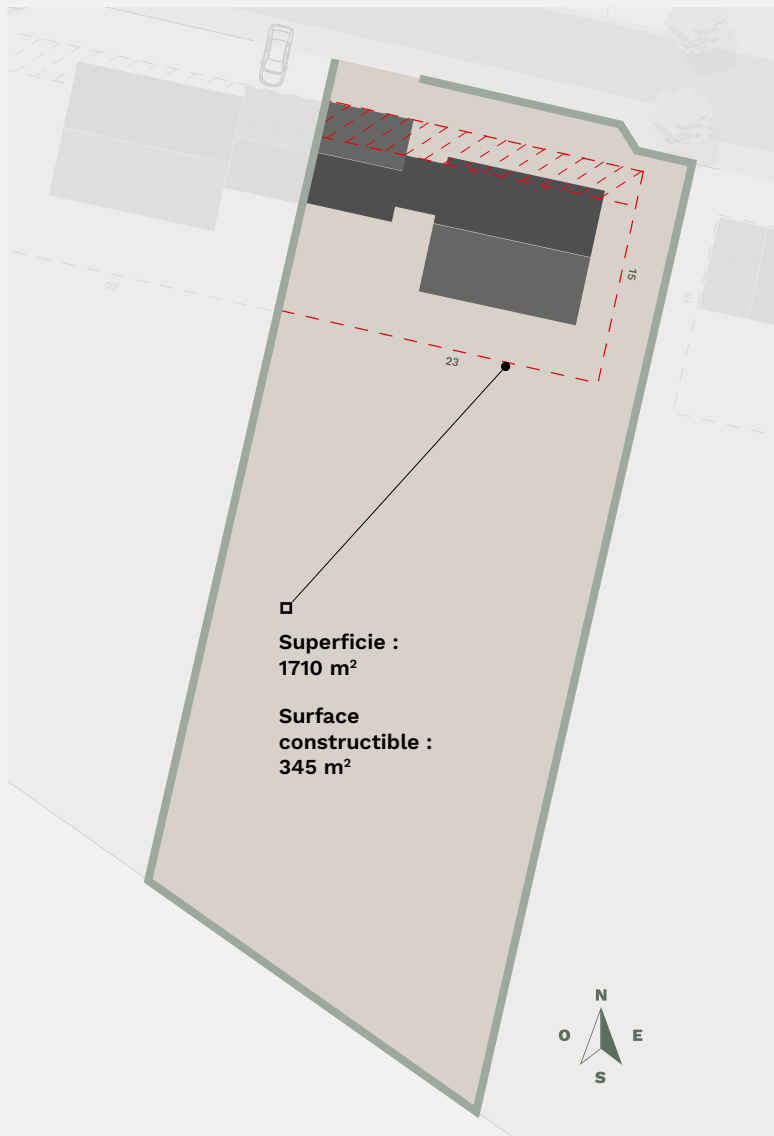 15
23
23
15
Superficie :
1710 m²
Surface
constructible :
345 m²
N
O E
S